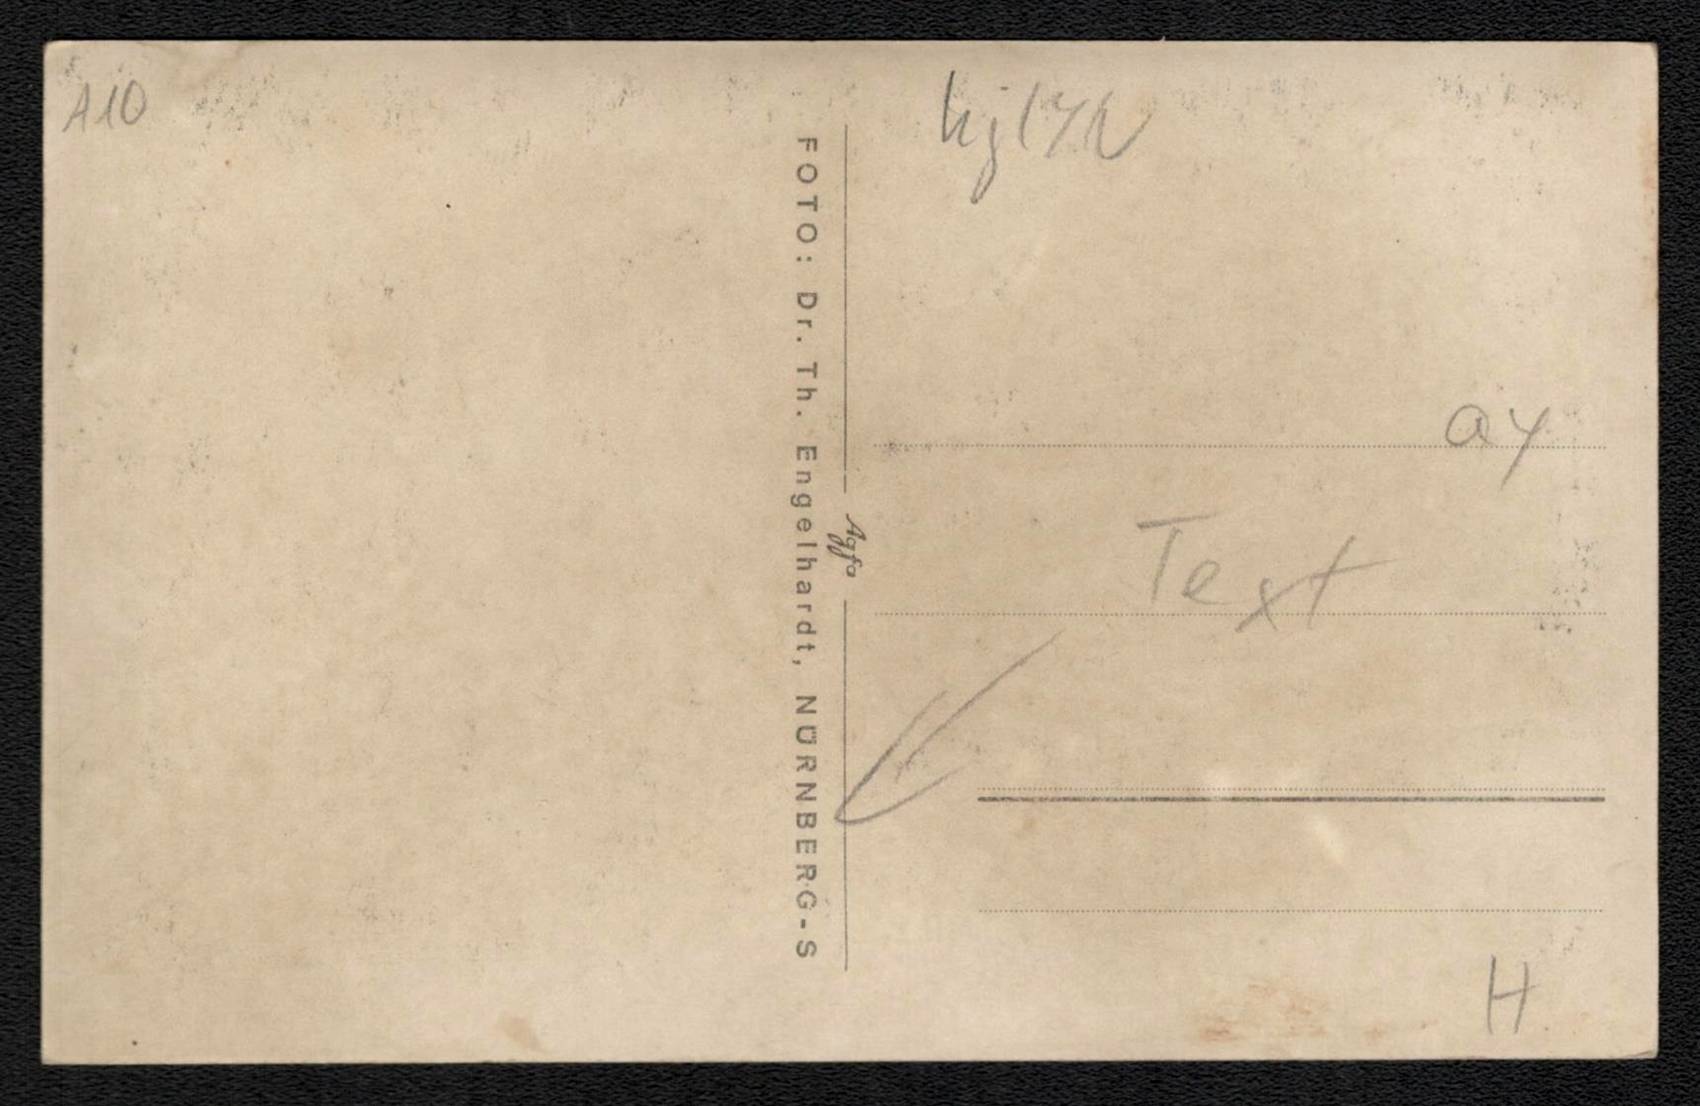 A10
FOTO: Dr. Th. Engelhardt, NÜRNBERG-S
Agfa
ay
Text
H